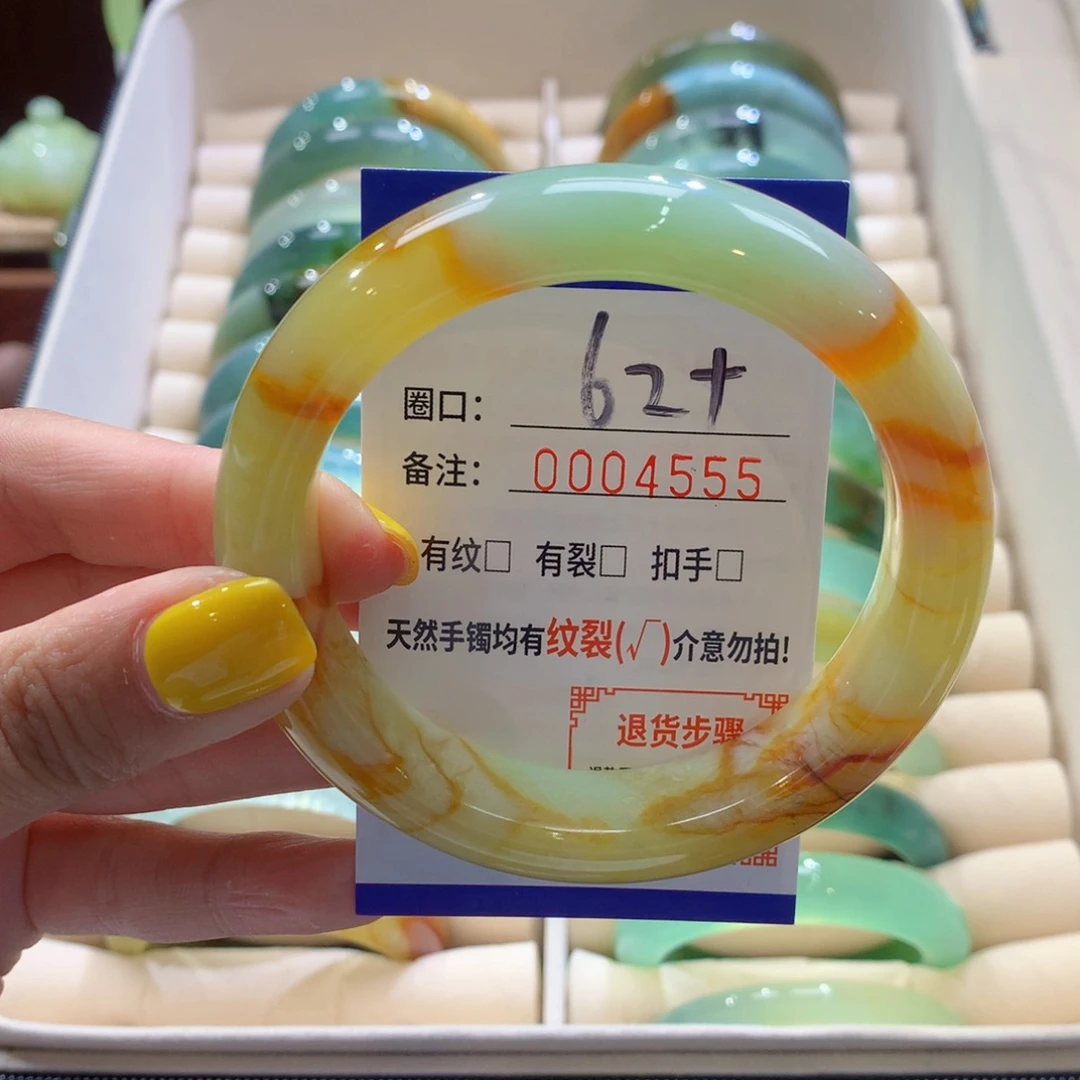 圈口： 62+
备注： 0004555
有纹□ 有裂□ 扣手□
天然手镯均有纹裂(√)介意勿拍!
退货步骤